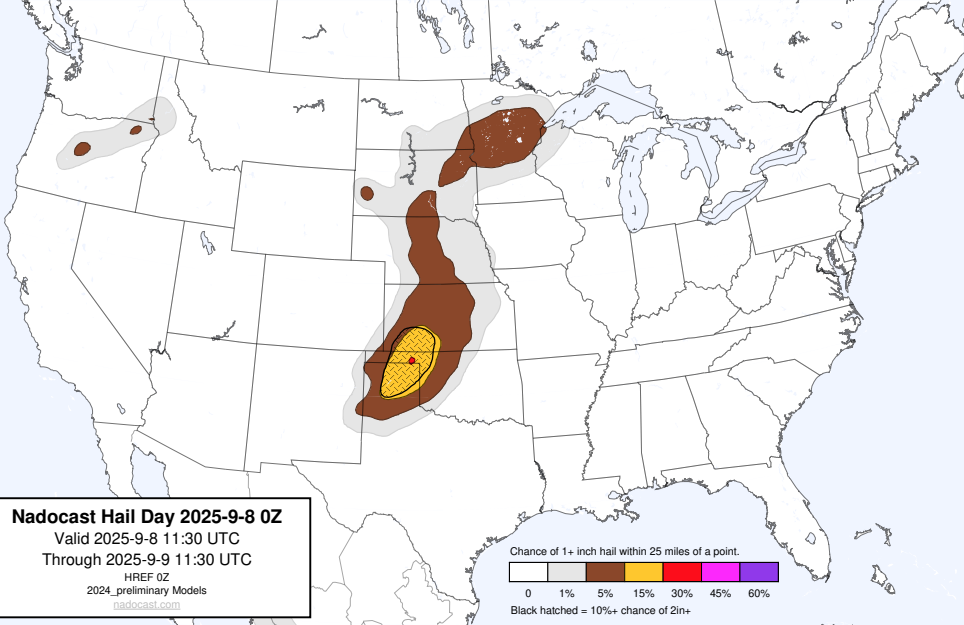 Nadocast Hail Day 2025-9-8 0Z
Valid 2025-9-8 11:30 UTC
Through 2025-9-9 11:30 UTC
HREF 0Z
2024_preliminary Models
nadocast.com
Chance of 1+ inch hail within 25 miles of a point.
0 1% 5% 15% 30% 45% 60%
Black hatched = 10%+ chance of 2in+